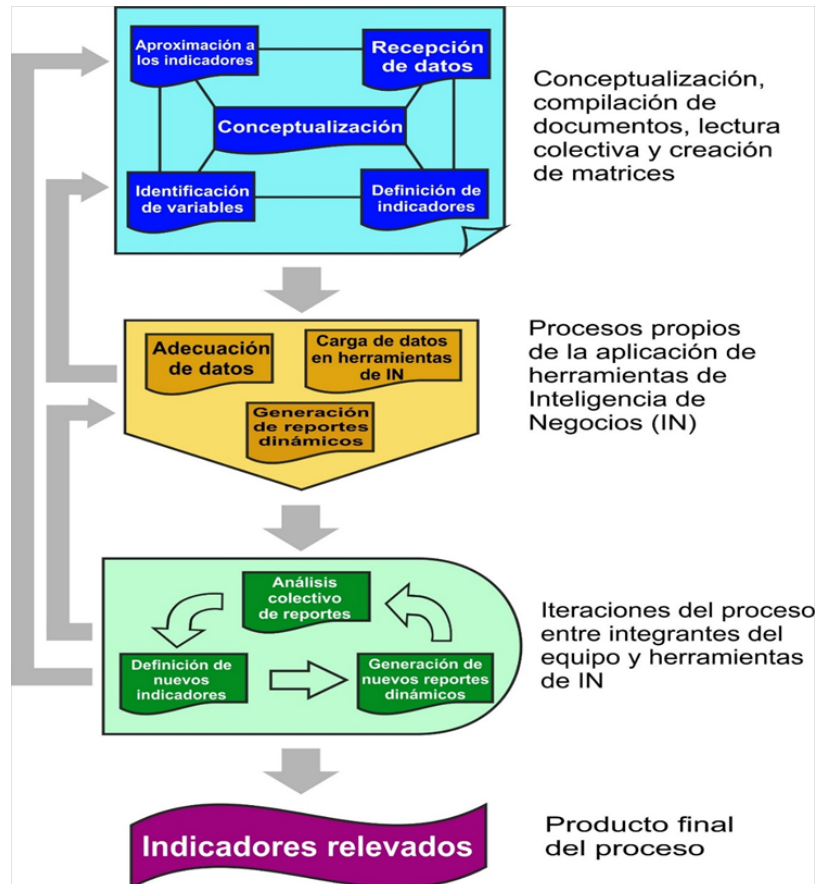 Aproximación a
los indicadores
Recepción
de datos
Conceptualización
Identificación
de variables
Definición de
indicadores
Conceptualización,
compilación de
documentos, lectura
colectiva y creación
de matrices
Adecuación
de datos
Carga de datos
en herramientas
de IN
Generación
de reportes
dinámicos
Procesos propios
de la aplicación de
herramientas de
Inteligencia de
Negocios (IN)
Análisis
colectivo
de reportes
Definición de
nuevos
indicadores
Generación de
nuevos reportes
dinámicos
Iteraciones del proceso
entre integrantes del
equipo y herramientas
de IN
Indicadores relevados
Producto final
del proceso